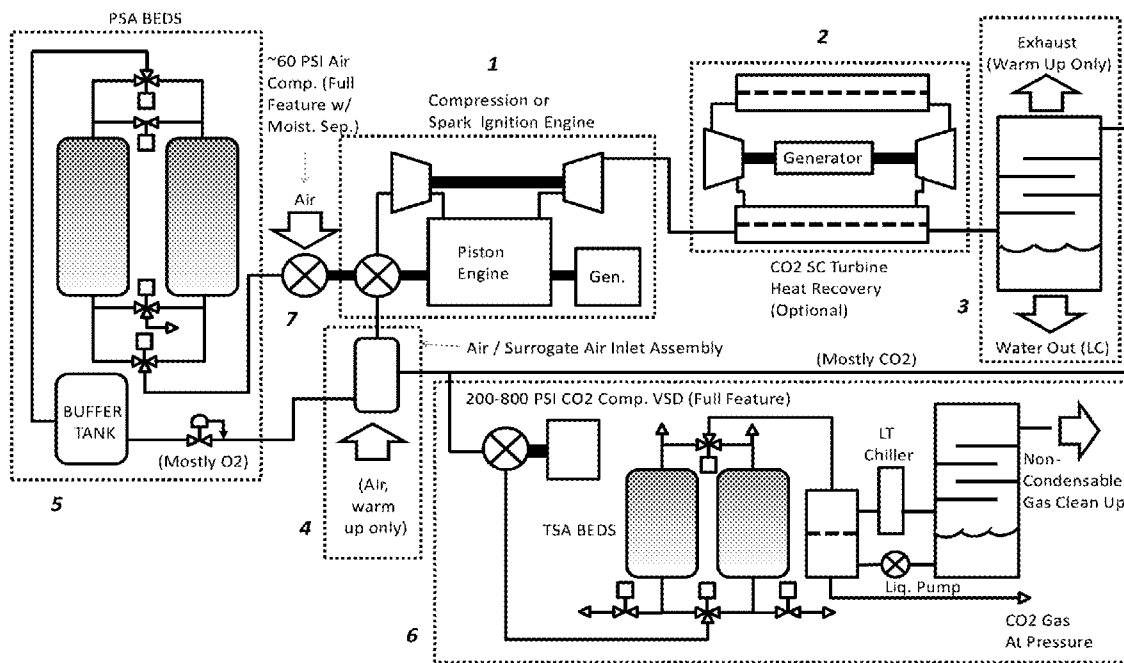 PSA BEDS
~60 PSI Air
Comp. (Full
Feature w/
Moist. Sep.)
Air
1
Compression or
Spark Ignition Engine
Piston
Engine
Gen.
2
Generator
CO2 SC Turbine
Heat Recovery
(Optional)
Exhaust
(Warm Up Only)
3
Water Out (LC)
7
Air / Surrogate Air Inlet Assembly
(Mostly CO2)
BUFFER
TANK
(Mostly O2)
5
(Air,
warm
up only)
4
200-800 PSI CO2 Comp. VSD (Full Feature)
TSA BEDS
LT
Chiller
Non-
Condensable
Gas Clean Up
Liq. Pump
CO2 Gas
At Pressure
6